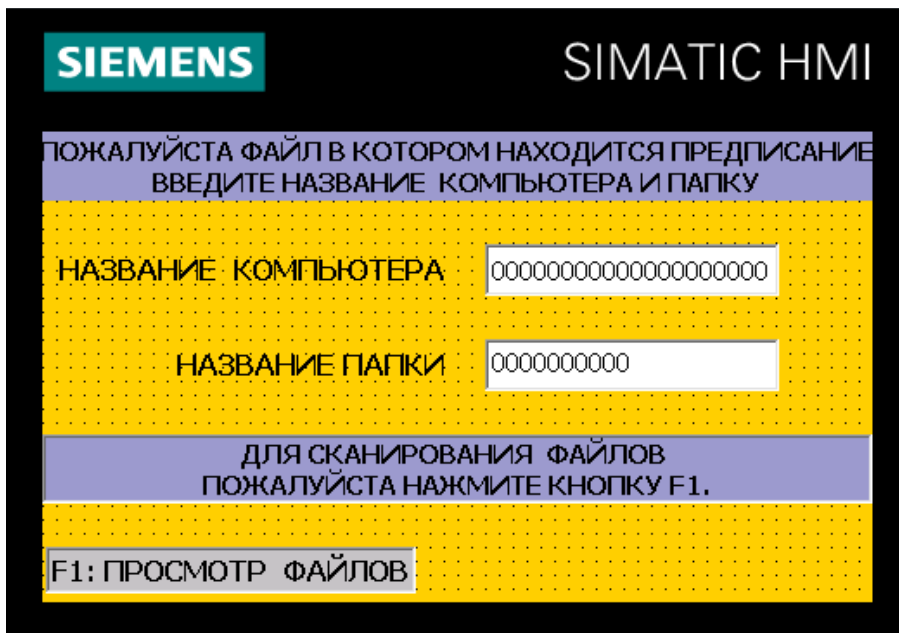 SIEMENS
SIMATIC HMI
ПОЖАЛУЙСТА ФАЙЛ В КОТОРОМ НАХОДИТСЯ ПРЕДПИСАНИЕ
ВВЕДИТЕ НАЗВАНИЕ КОМПЬЮТЕРА И ПАПКУ
НАЗВАНИЕ КОМПЬЮТЕРА 00000000000000000000
НАЗВАНИЕ ПАПКИ 0000000000
ДЛЯ СКАНИРОВАНИЯ ФАЙЛОВ
ПОЖАЛУЙСТА НАЖМИТЕ КНОПКУ F1.
F1: ПРОСМОТР ФАЙЛОВ